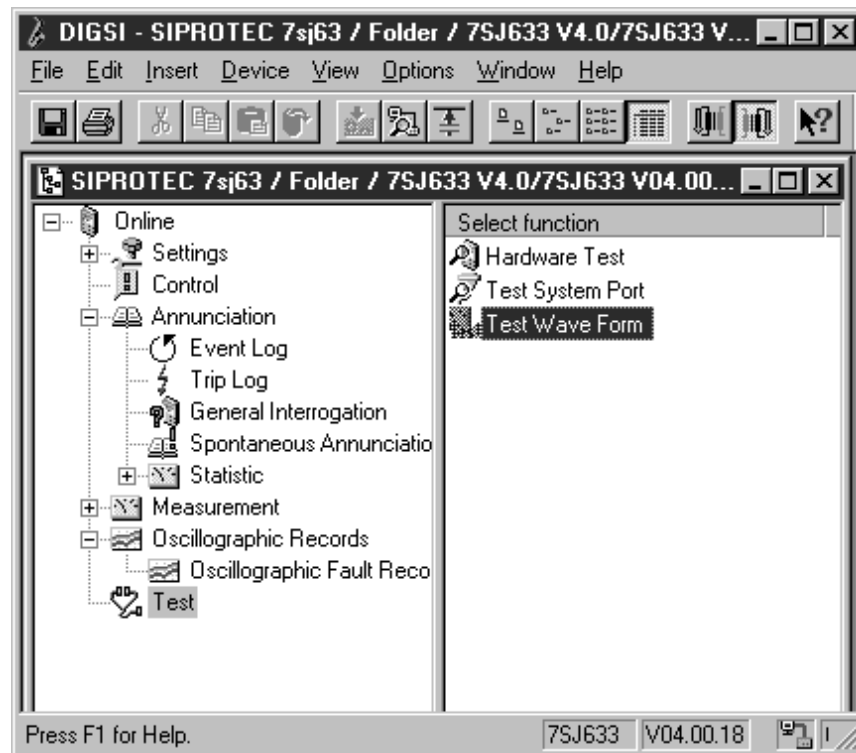 DIGSI - SIPROTEC 7sj63 / Folder / 7SJ633 V4.0/7SJ633 V...
File Edit Insert Device View Options Window Help
SIPROTEC 7sj63 / Folder / 7SJ633 V4.0/7SJ633 V04.00...
Online
Settings
Control
Annunciation
Event Log
Trip Log
General Interrogation
Spontaneous Annunciatio
Statistic
Measurement
Oscillographic Records
Oscillographic Fault Reco
Test
Select function
Hardware Test
Test System Port
Test Wave Form
Press F1 for Help.
7SJ633
V04.00.18